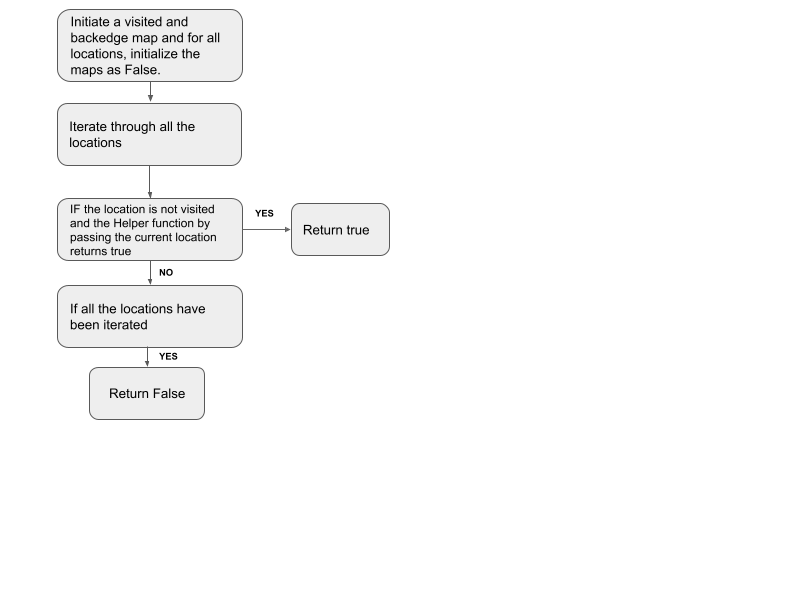 Initiate a visited and
backedge map and for all
locations, initialize the
maps as False.
Iterate through all the
locations
IF the location is not visited
and the Helper function by
passing the current location
returns true
YES
Return true
NO
If all the locations have
been iterated
YES
Return False